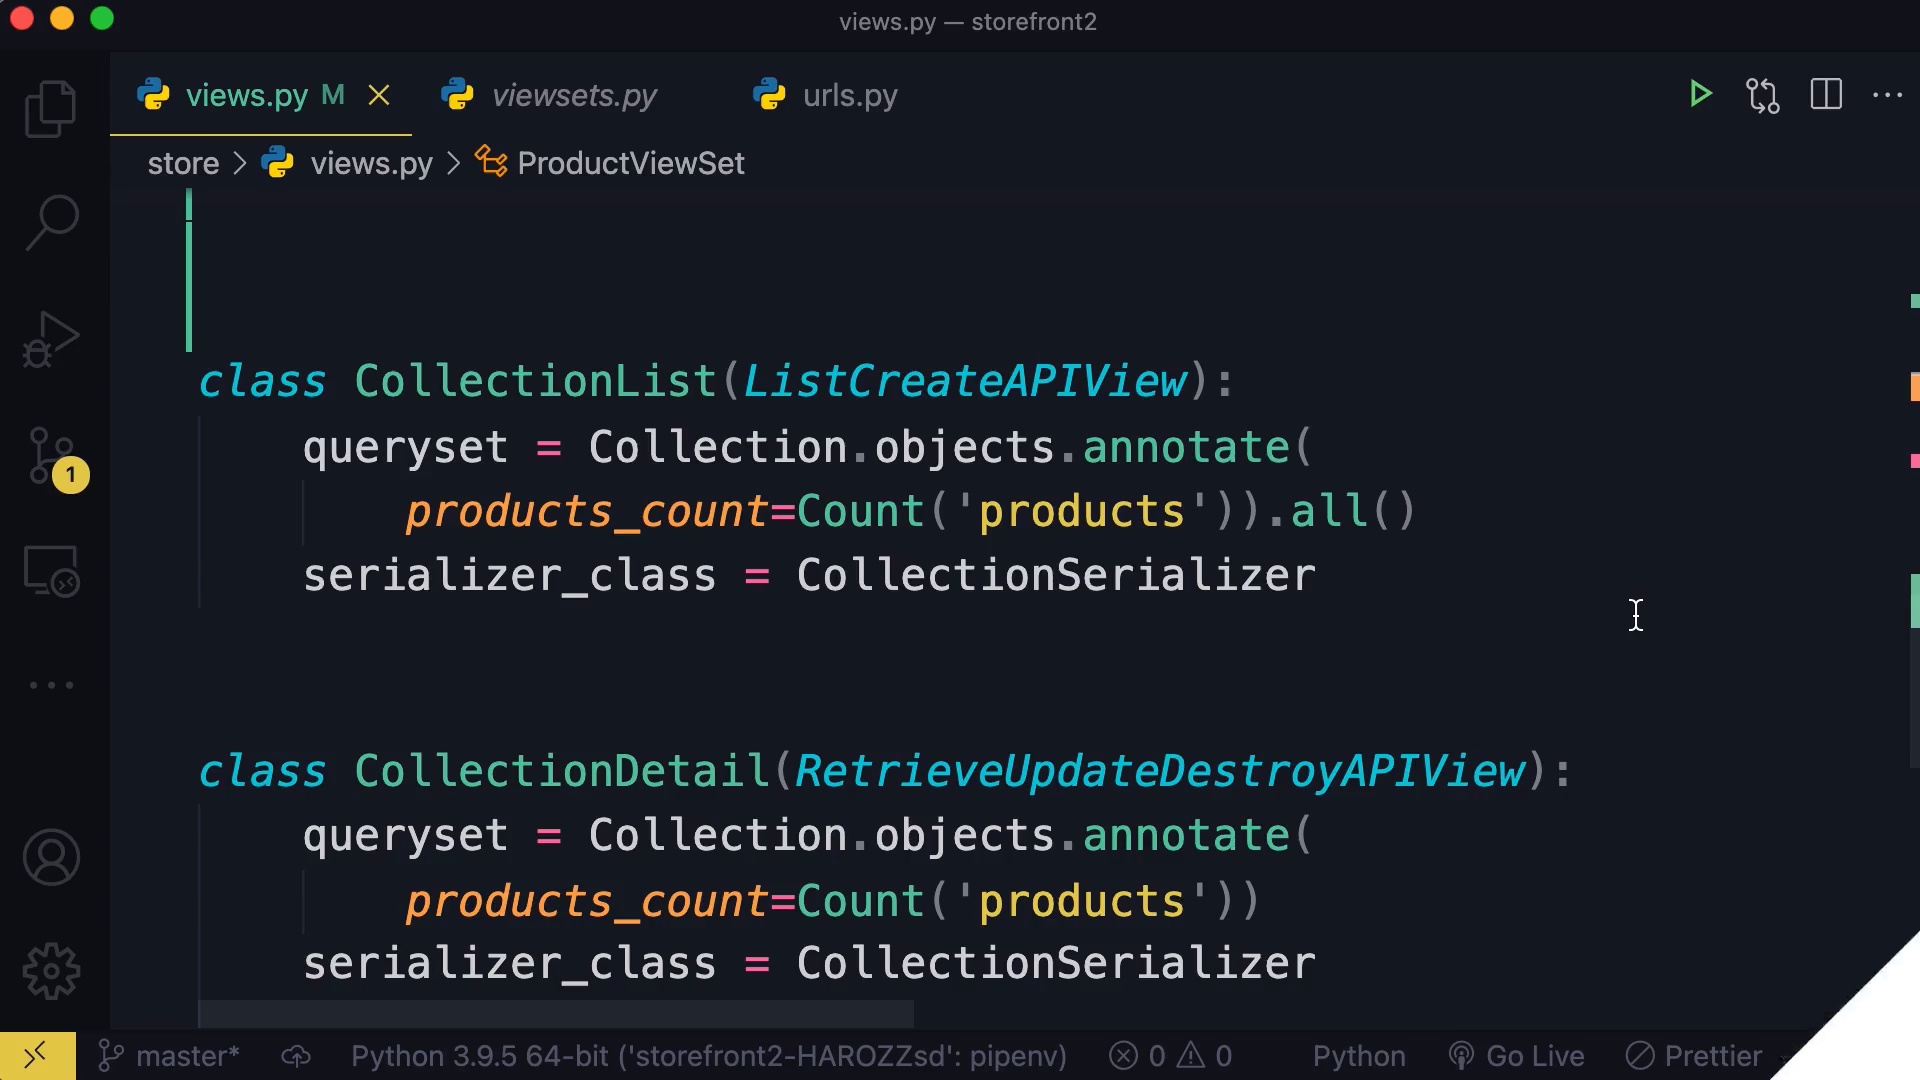 views.py — storefront2
views.py M viewsets.py urls.py
store > views.py > ProductViewSet
class CollectionList(ListCreateAPIView):
queryset = Collection.objects.annotate(
products_count=Count('products')).all()
serializer_class = CollectionSerializer
class CollectionDetail(RetrieveUpdateDestroyAPIView):
queryset = Collection.objects.annotate(
products_count=Count('products'))
serializer_class = CollectionSerializer
1
master* Python 3.9.5 64-bit ('storefront2-HAROZZsd': pipenv) 0 0 Python Go Live Prettier